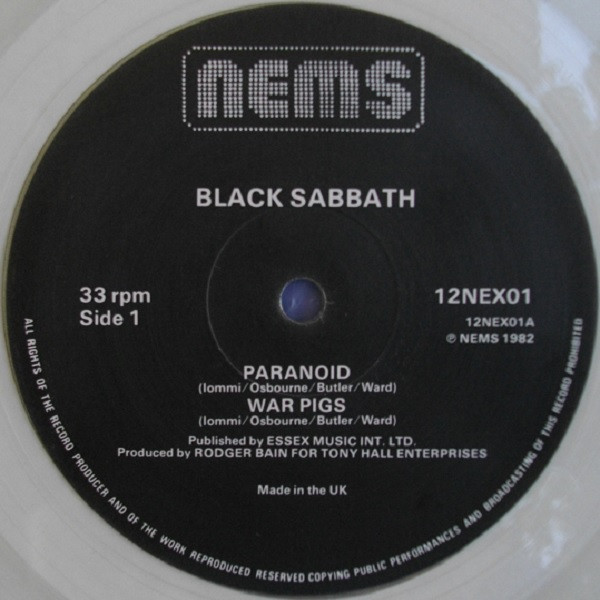 nems
BLACK SABBATH
33 rpm
Side 1
12NEX01
12NEX01A
℗ NEMS 1982
PARANOID
(Iommi/Osbourne/Butler/Ward)
WAR PIGS
(Iommi/Osbourne/Butler/Ward)
Published by ESSEX MUSIC INT. LTD.
Produced by RODGER BAIN FOR TONY HALL ENTERPRISES
Made in the UK
ALL RIGHTS OF THE RECORD PRODUCER AND OF THE WORK REPRODUCED RESERVED COPYING PUBLIC PERFORMANCES AND BROADCASTING OF THIS RECORD PROHIBITED